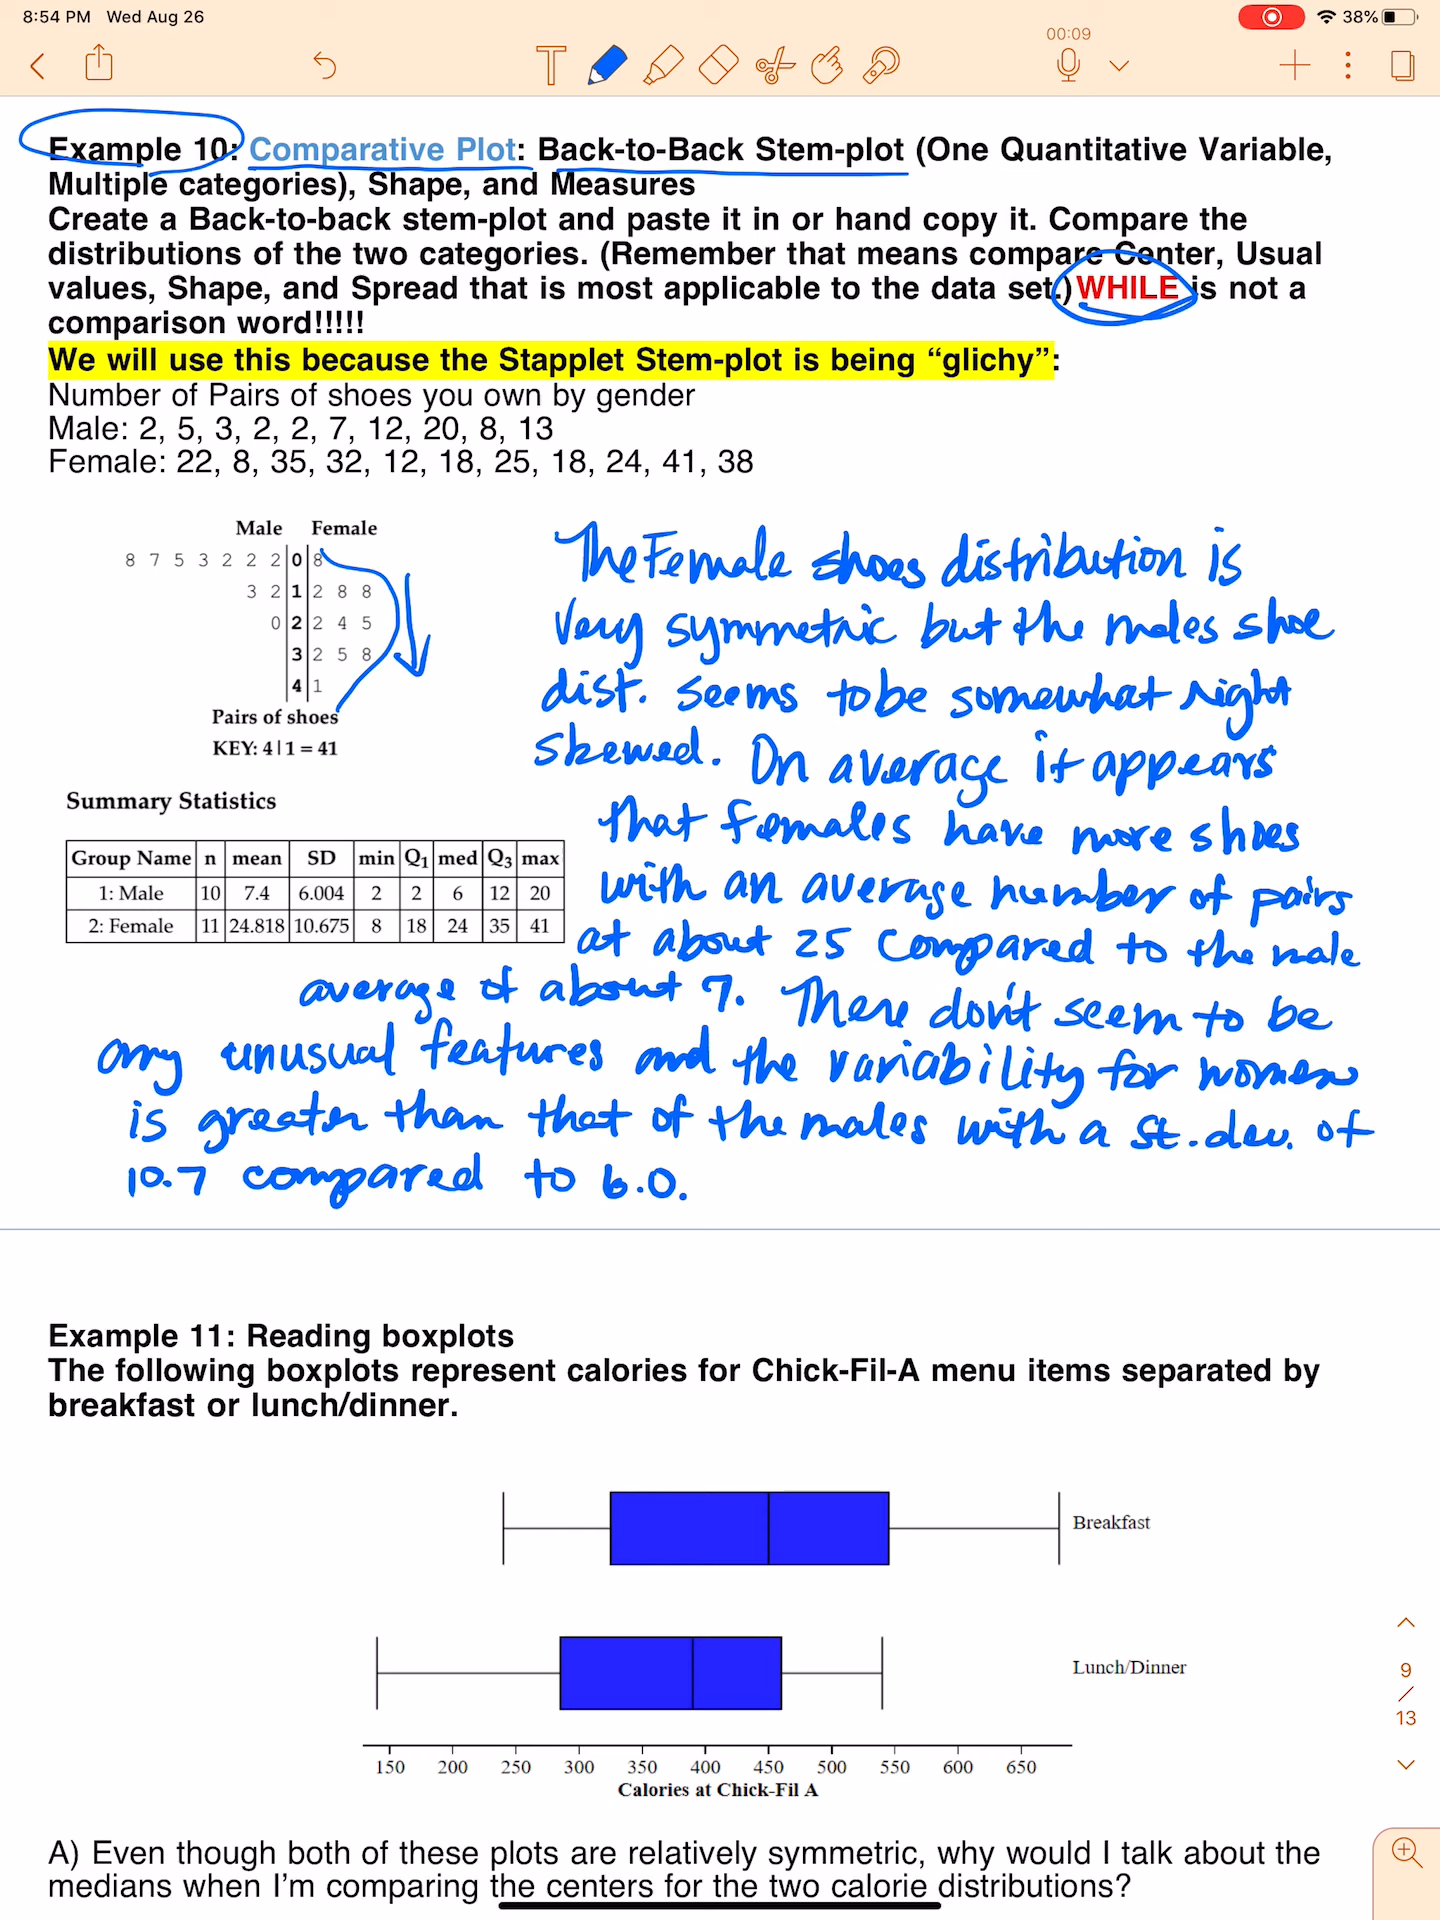 8:54 PM Wed Aug 26
38%
00:09
Example 10: Comparative Plot: Back-to-Back Stem-plot (One Quantitative Variable,
Multiple categories), Shape, and Measures
Create a Back-to-back stem-plot and paste it in or hand copy it. Compare the
distributions of the two categories. (Remember that means compare Center, Usual
values, Shape, and Spread that is most applicable to the data set.) WHILE is not a
comparison word!!!!!
We will use this because the Stapplet Stem-plot is being “glichy”:
Number of Pairs of shoes you own by gender
Male: 2, 5, 3, 2, 2, 7, 12, 20, 8, 13
Female: 22, 8, 35, 32, 12, 18, 25, 18, 24, 41, 38
Male Female
8 7 5 3 2 2 2 0 8
3 2 1 2 8 8
0 2 2 4 5
3 2 5 8
4 1
Pairs of shoes
KEY: 4|1 = 41
Summary Statistics
Group Name n mean SD min Q1 med Q3 max
1: Male 10 7.4 6.004 2 2 6 12 20
2: Female 11 24.818 10.675 8 18 24 35 41
The Female shoes distribution is
very symmetric but the males shoe
dist. seems to be somewhat right
skewed. On average it appears
that females have more shoes
with an average number of pairs
at about 25 compared to the male
average of about 7. There don't seem to be
any unusual features and the variability for women
is greater than that of the males with a st. dev. of
10.7 compared to 6.0.
Example 11: Reading boxplots
The following boxplots represent calories for Chick-Fil-A menu items separated by
breakfast or lunch/dinner.
Breakfast
Lunch/Dinner
150 200 250 300 350 400 450 500 550 600 650
Calories at Chick-Fil A
9
/
13
A) Even though both of these plots are relatively symmetric, why would I talk about the
medians when I’m comparing the centers for the two calorie distributions?